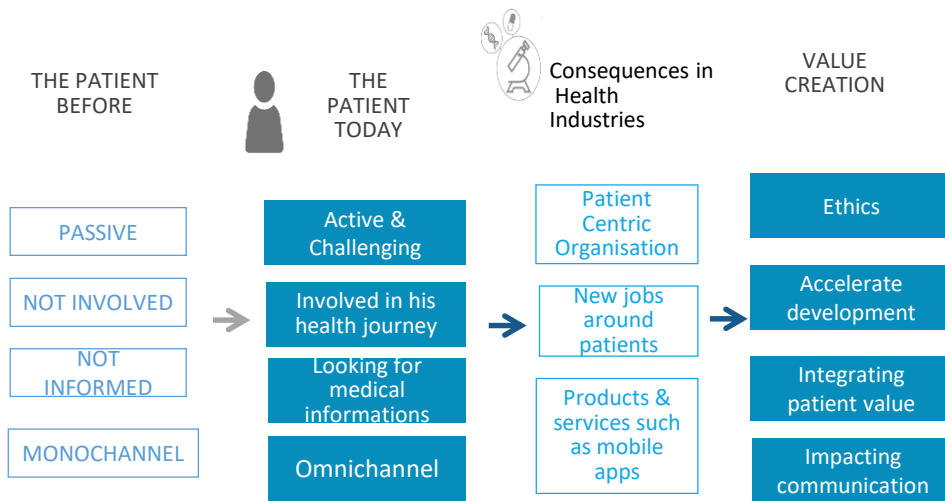 THE PATIENT
BEFORE
THE
PATIENT
TODAY
Consequences in
Health
Industries
VALUE
CREATION
PASSIVE
NOT INVOLVED
NOT
INFORMED
MONOCHANNEL
Active &
Challenging
Involved in his
health journey
Looking for
medical
informations
Omnichannel
Patient
Centric
Organisation
New jobs
around
patients
Products &
services such
as mobile
apps
Ethics
Accelerate
development
Integrating
patient value
Impacting
communication